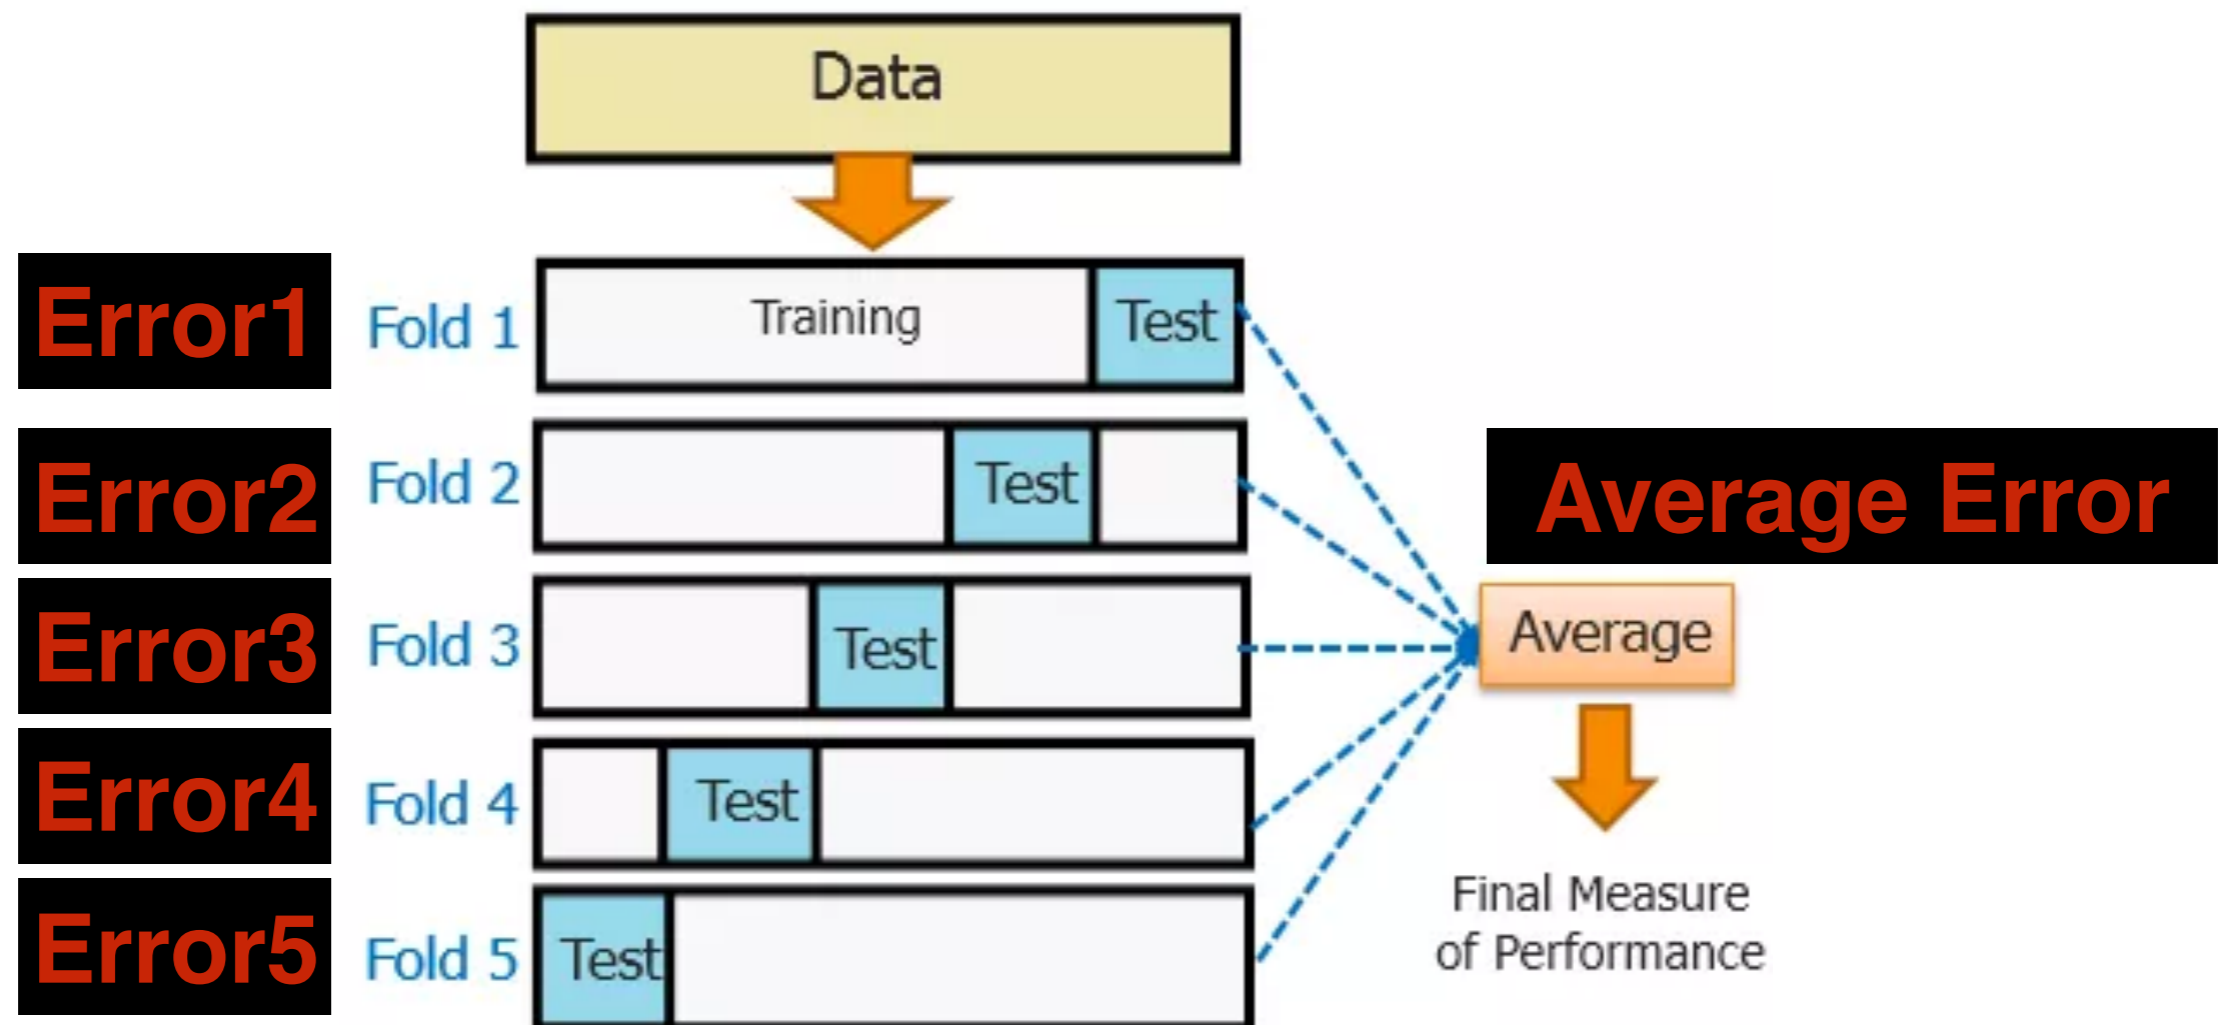 Data
Error1 Fold 1 Training Test
Error2 Fold 2 Test
Average Error
Error3 Fold 3 Test
Average
Error4 Fold 4 Test
Error5 Fold 5 Test
Final Measure
of Performance